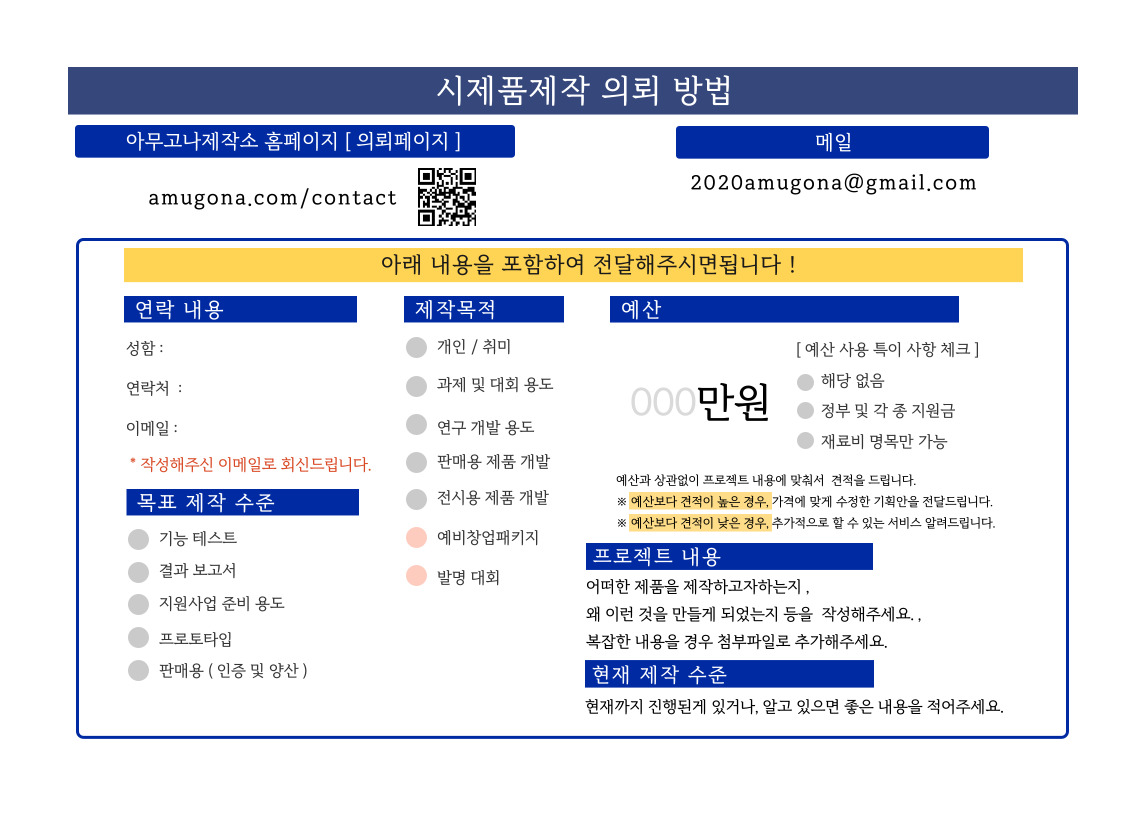 시제품제작 의뢰 방법
아무고나제작소 홈페이지 [ 의뢰페이지 ]
amugona.com/contact
메일
2020amugona@gmail.com
아래 내용을 포함하여 전달해주시면됩니다 !
연락 내용
성함 :
연락처 :
이메일 :
* 작성해주신 이메일로 회신드립니다.
목표 제작 수준
기능 테스트
결과 보고서
지원사업 준비 용도
프로토타입
판매용 ( 인증 및 양산 )
제작목적
개인 / 취미
과제 및 대회 용도
연구 개발 용도
판매용 제품 개발
전시용 제품 개발
예비창업패키지
발명 대회
예산
000만원
[ 예산 사용 특이 사항 체크 ]
해당 없음
정부 및 각 종 지원금
재료비 명목만 가능
예산과 상관없이 프로젝트 내용에 맞춰서 견적을 드립니다.
※ 예산보다 견적이 높은 경우, 가격에 맞게 수정한 기획안을 전달드립니다.
※ 예산보다 견적이 낮은 경우, 추가적으로 할 수 있는 서비스 알려드립니다.
프로젝트 내용
어떠한 제품을 제작하고자하는지 ,
왜 이런 것을 만들게 되었는지 등을 작성해주세요. ,
복잡한 내용을 경우 첨부파일로 추가해주세요.
현재 제작 수준
현재까지 진행된게 있거나, 알고 있으면 좋은 내용을 적어주세요.